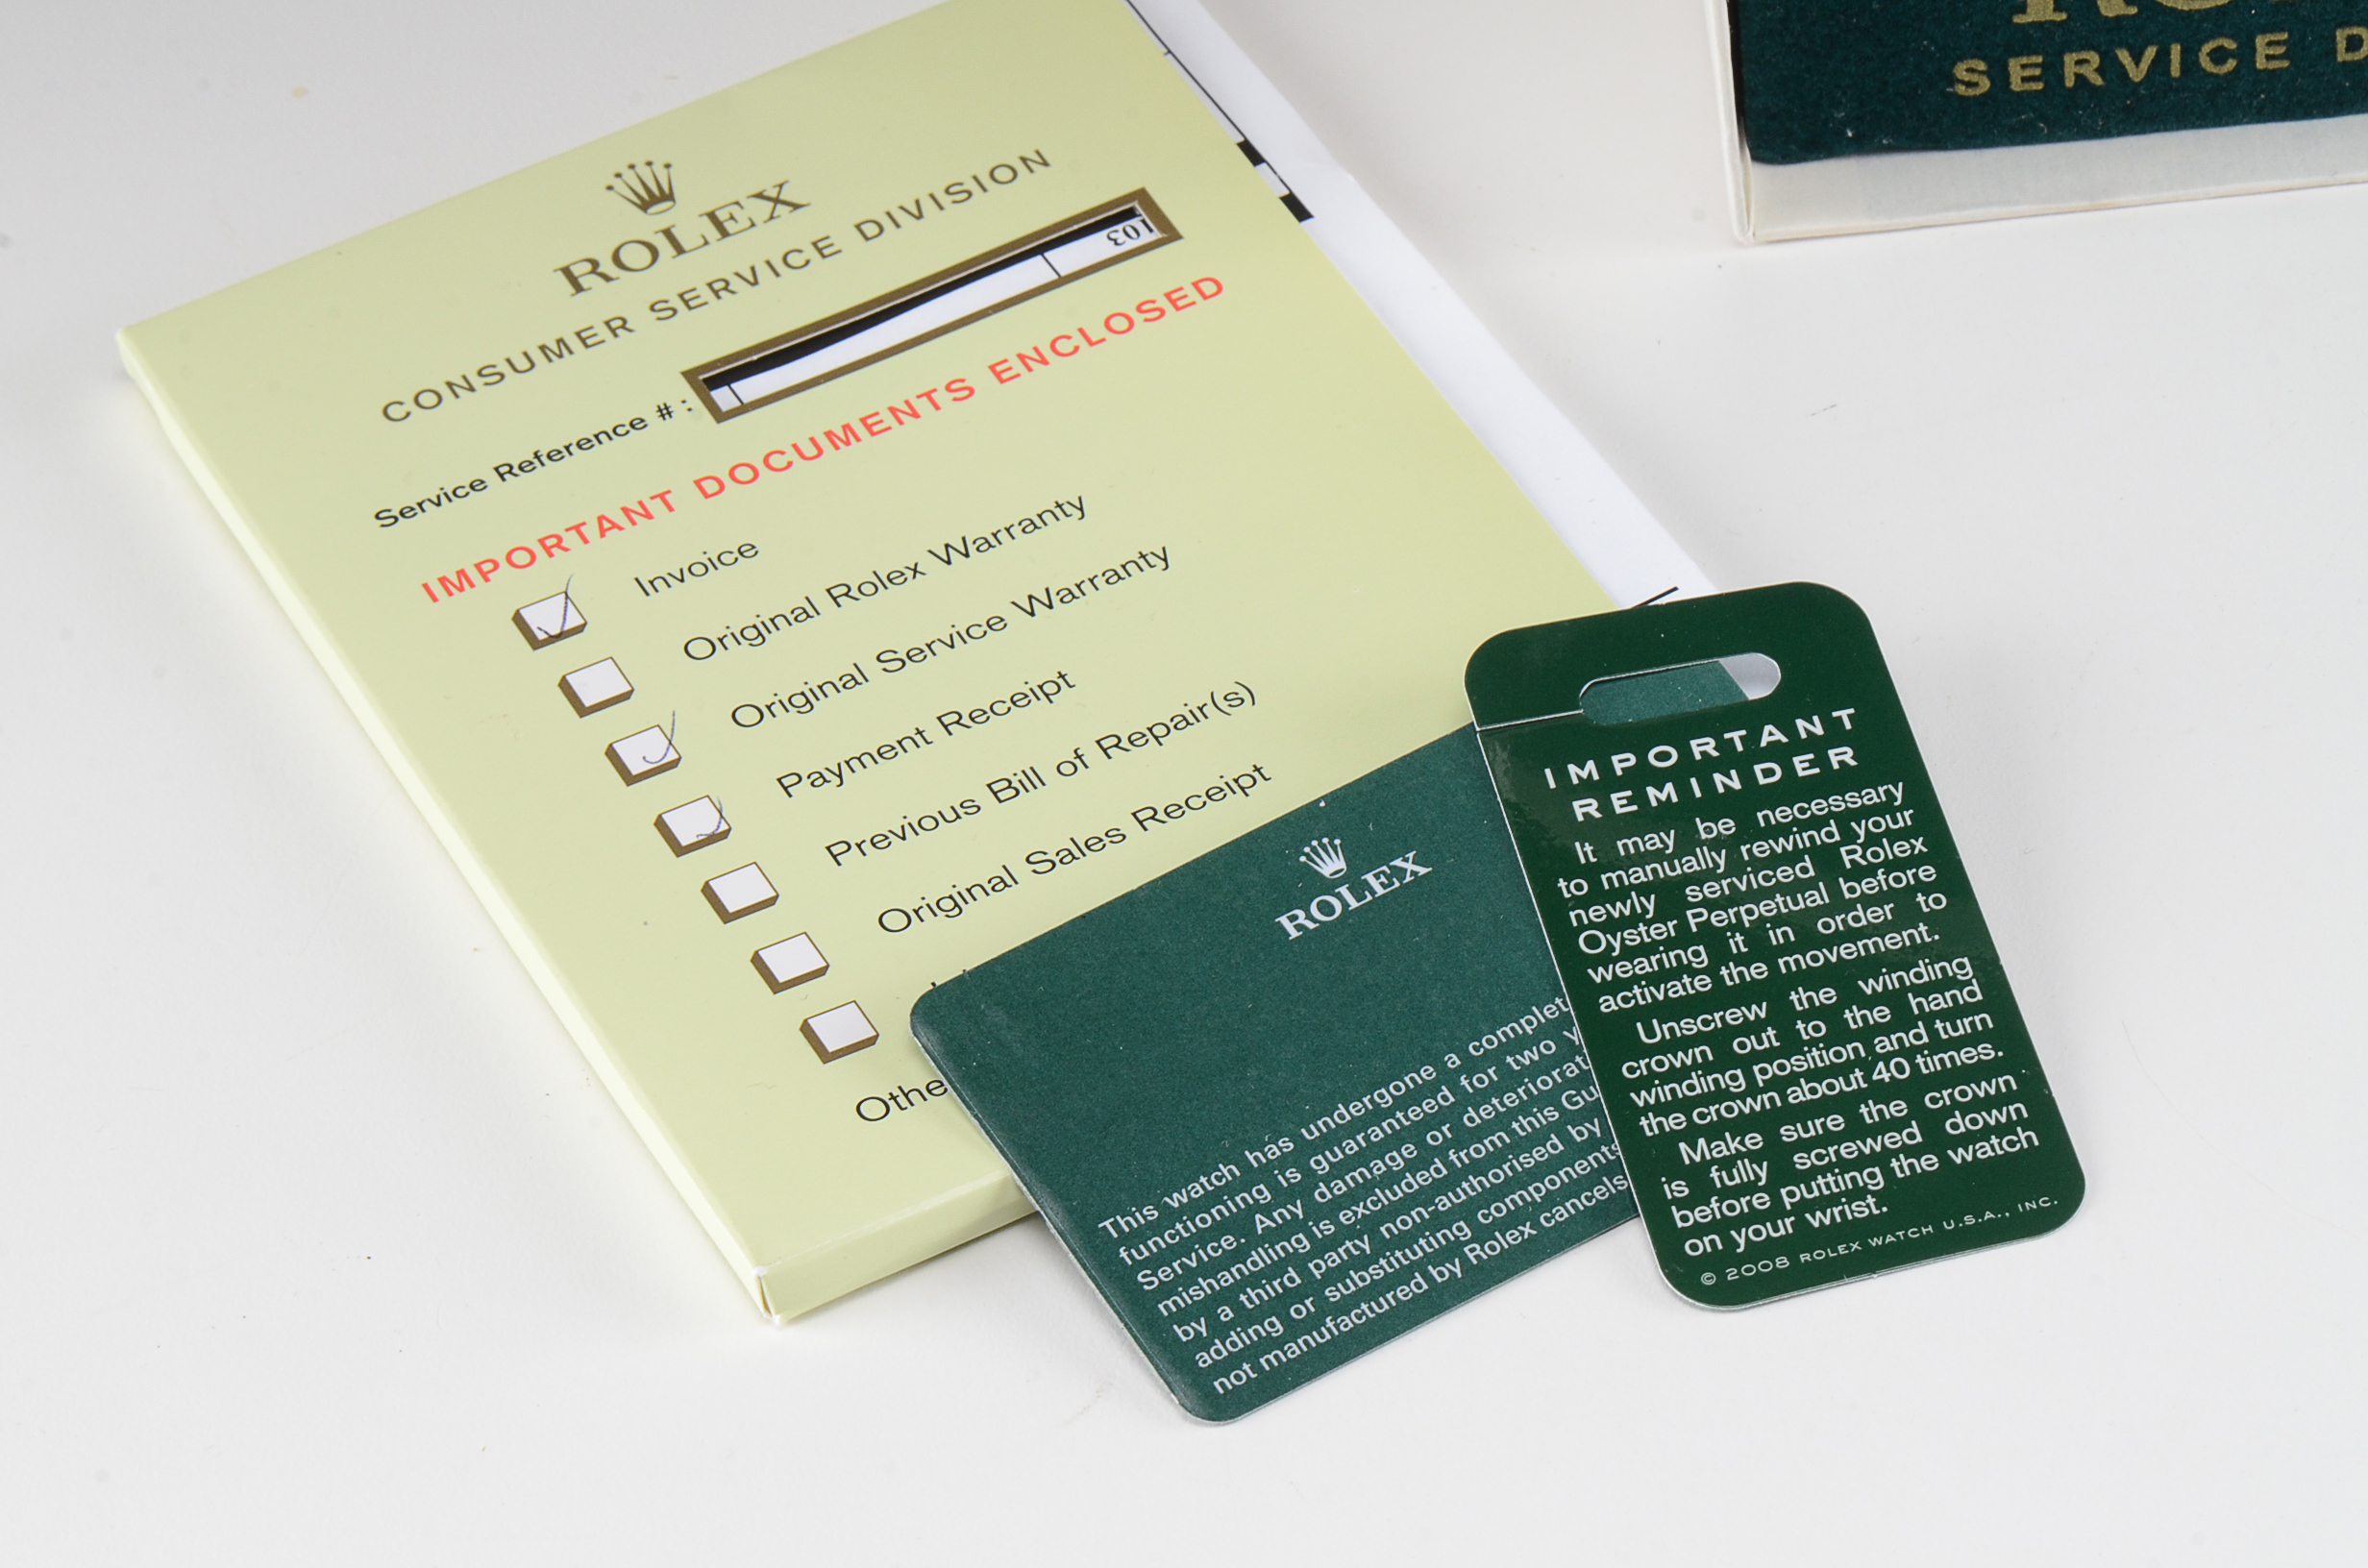 ROLEX
CONSUMER SERVICE DIVISION
Service Reference #:
103
IMPORTANT DOCUMENTS ENCLOSED
Invoice
Original Rolex Warranty
Original Service Warranty
Payment Receipt
Previous Bill of Repair(s)
Original Sales Receipt
Othe
ROLEX
This watch has undergone a complet
functioning is guaranteed for two y
Service. Any damage or deteriorat
mishandling is excluded from this Gu
by a third party non-authorised by
adding or substituting components
not manufactured by Rolex cancels
IMPORTANT
REMINDER
It may be necessary
to manually rewind your
newly serviced Rolex
Oyster Perpetual before
wearing it in order to
activate the movement.
Unscrew the winding
crown out to the hand
winding position and turn
the crown about 40 times.
Make sure the crown
is fully screwed down
before putting the watch
on your wrist.
© 2008 ROLEX WATCH U.S.A., INC.
SERVICE D